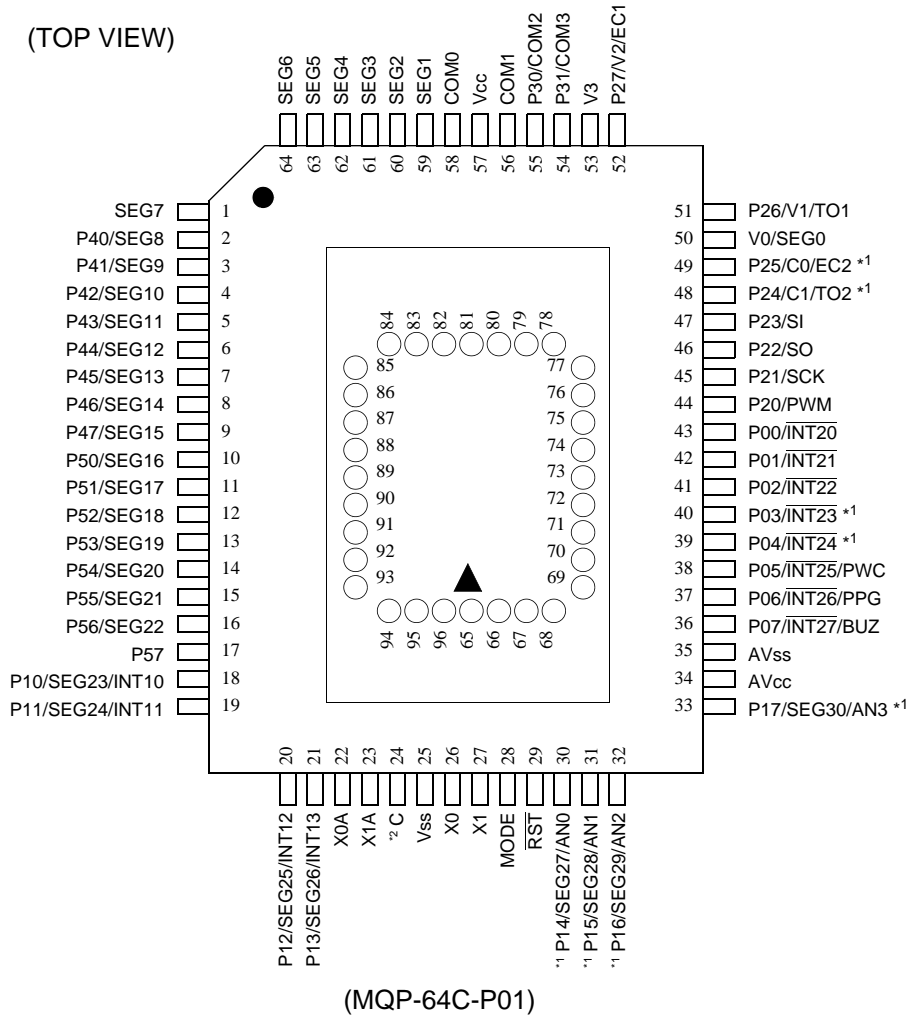 (TOP VIEW)
SEG6
SEG5
SEG4
SEG3
SEG2
SEG1
COM0
Vcc
COM1
P30/COM2
P31/COM3
V3
P27/V2/EC1
64
63
62
61
60
59
58
57
56
55
54
53
52
SEG7 1
P40/SEG8 2
P41/SEG9 3
P42/SEG10 4
P43/SEG11 5
P44/SEG12 6
P45/SEG13 7
P46/SEG14 8
P47/SEG15 9
P50/SEG16 10
P51/SEG17 11
P52/SEG18 12
P53/SEG19 13
P54/SEG20 14
P55/SEG21 15
P56/SEG22 16
P57 17
P10/SEG23/INT10 18
P11/SEG24/INT11 19
84
83
82
81
80
79
78
85
86
87
88
89
90
91
92
93
77
76
75
74
73
72
71
70
69
94
95
96
65
66
67
68
51 P26/V1/TO1
50 V0/SEG0
49 P25/C0/EC2 *1
48 P24/C1/TO2 *1
47 P23/SI
46 P22/SO
45 P21/SCK
44 P20/PWM
43 P00/INT20
42 P01/INT21
41 P02/INT22
40 P03/INT23 *1
39 P04/INT24 *1
38 P05/INT25/PWC
37 P06/INT26/PPG
36 P07/INT27/BUZ
35 AVss
34 AVcc
33 P17/SEG30/AN3 *1
20
21
22
23
24
25
26
27
28
29
30
31
32
P12/SEG25/INT12
P13/SEG26/INT13
X0A
X1A
*2 C
Vss
X0
X1
MODE
RST
*1 P14/SEG27/AN0
*1 P15/SEG28/AN1
*1 P16/SEG29/AN2
(MQP-64C-P01)